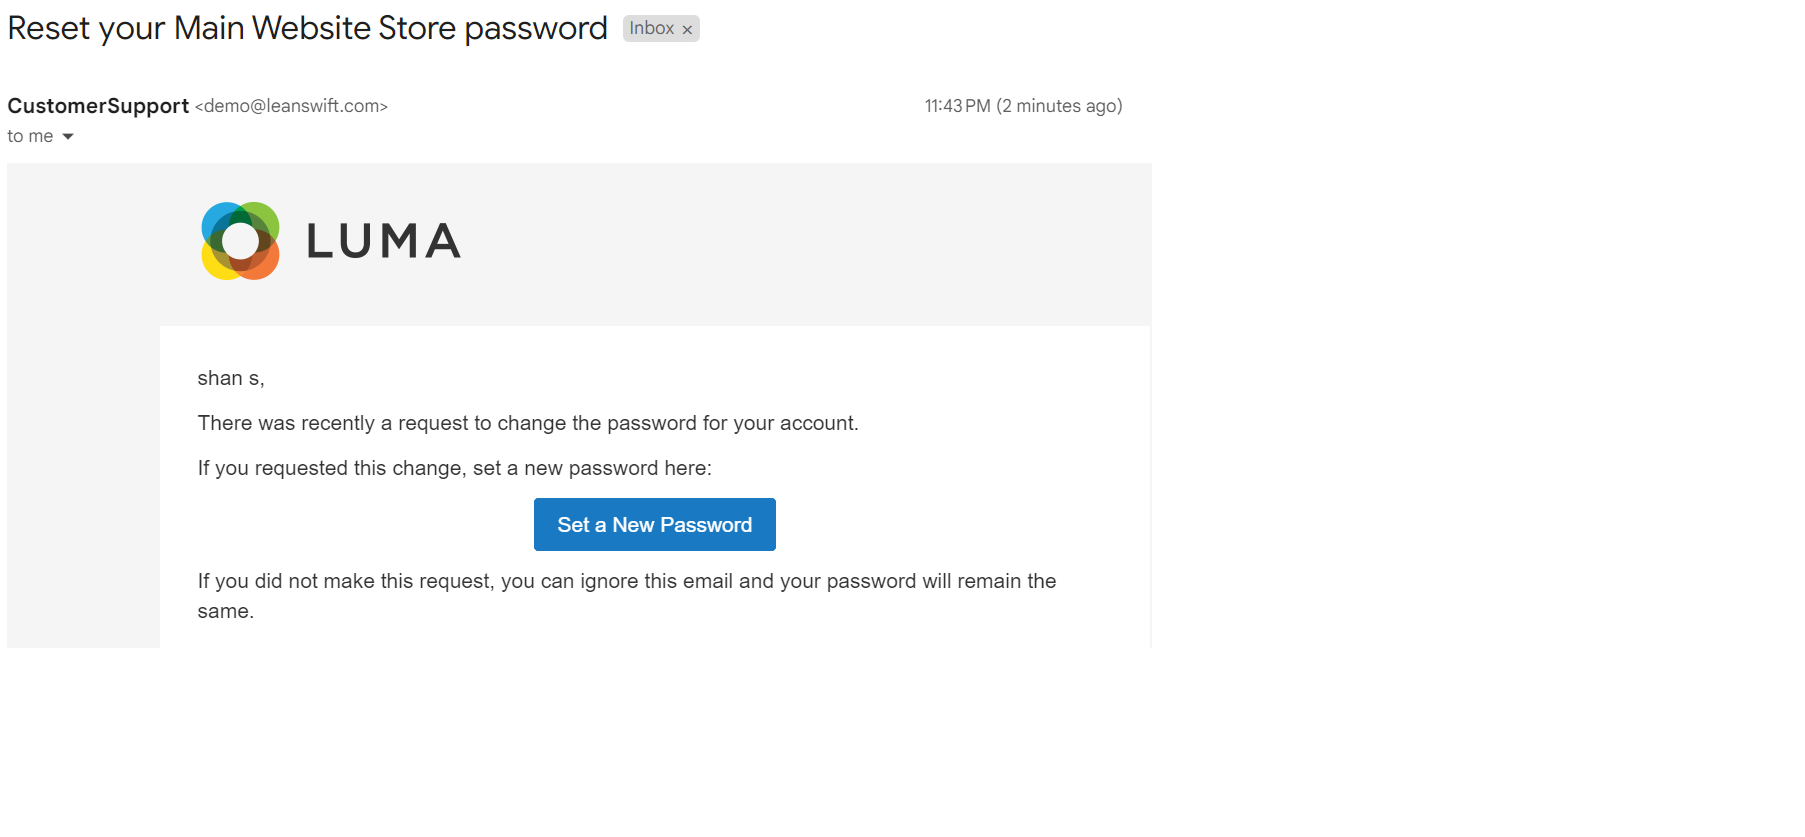 Reset your Main Website Store password Inbox ×
CustomerSupport <demo@leanswift.com> 11:43 PM (2 minutes ago)
to me
LUMA
shan s,
There was recently a request to change the password for your account.
If you requested this change, set a new password here:
Set a New Password
If you did not make this request, you can ignore this email and your password will remain the
same.